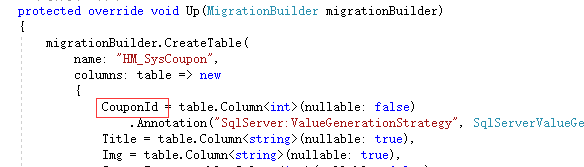 protected override void Up(MigrationBuilder migrationBuilder)
{
migrationBuilder.CreateTable(
name: "HM_SysCoupon",
columns: table => new
{
CouponId = table.Column<int>(nullable: false)
.Annotation("SqlServer:ValueGenerationStrategy", SqlServerValueGe
Title = table.Column<string>(nullable: true),
Img = table.Column<string>(nullable: true),